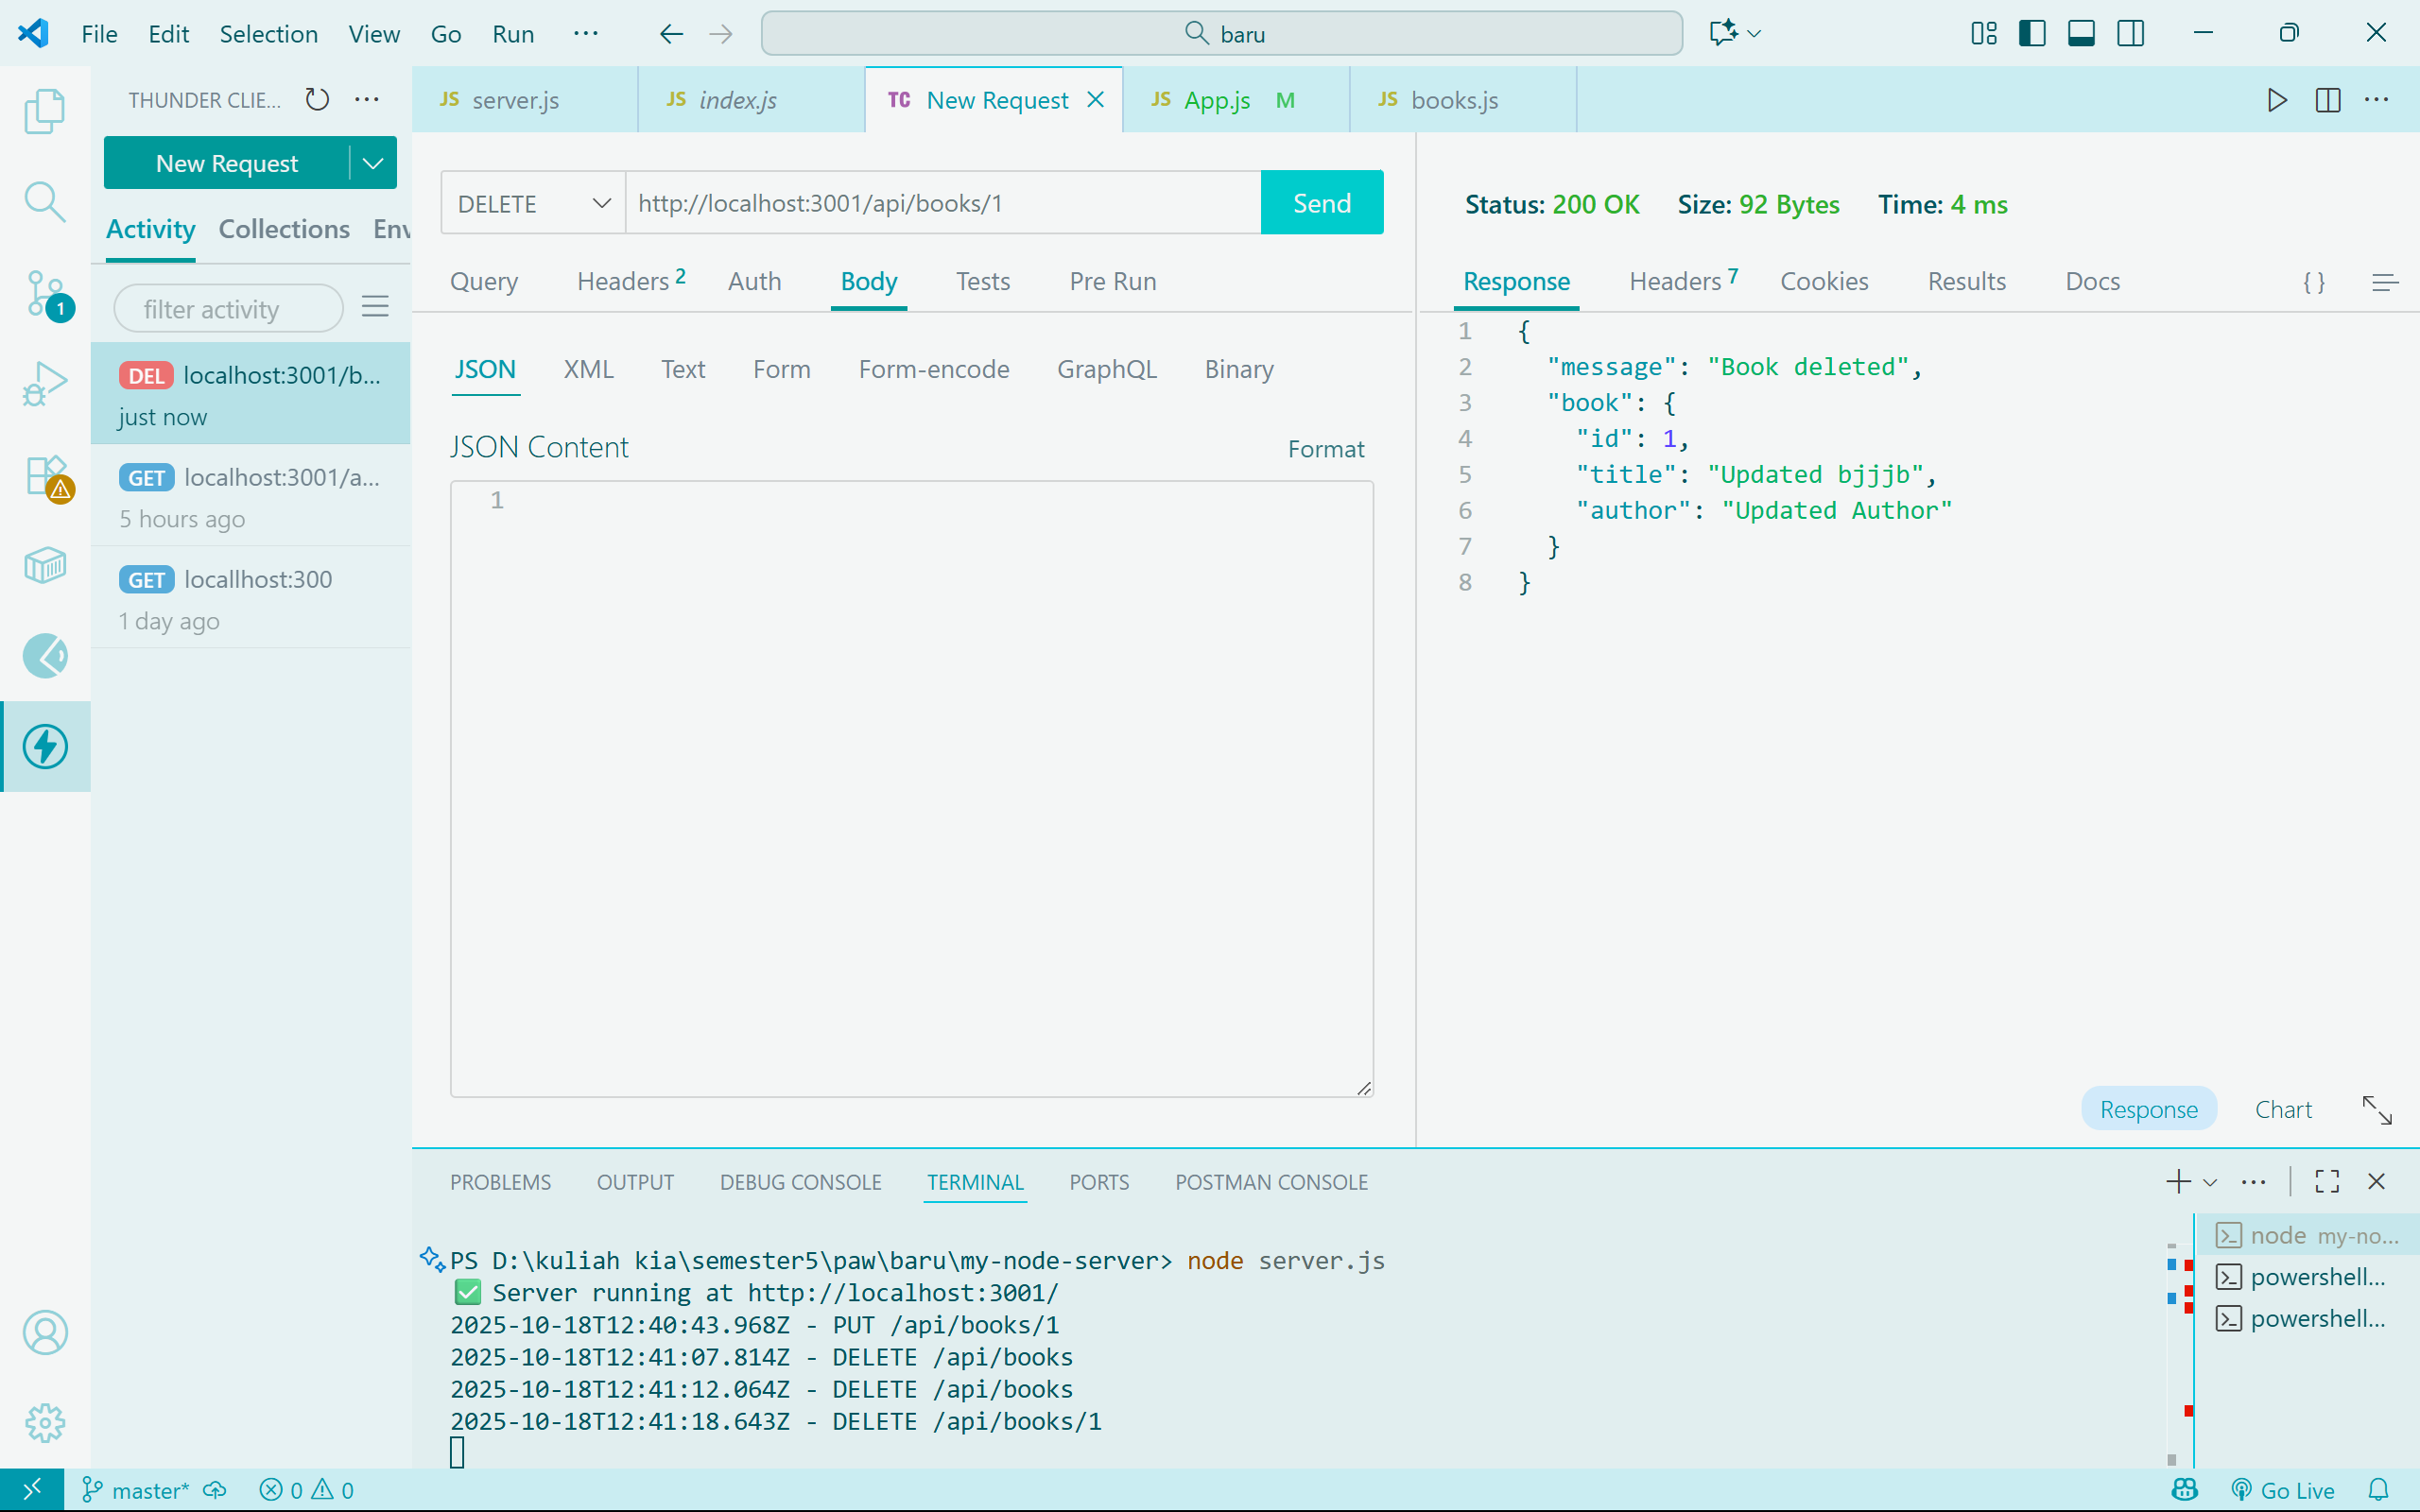 File Edit Selection View Go Run ···
baru
THUNDER CLIE... ···
New Request
Activity Collections Env
filter activity
DEL localhost:3001/b...
just now
GET localhost:3001/a...
5 hours ago
GET locallhost:300
1 day ago
1
JS server.js
JS index.js
TC New Request
JS App.js M
JS books.js
DELETE http://localhost:3001/api/books/1 Send
Query Headers 2 Auth Body Tests Pre Run
JSON XML Text Form Form-encode GraphQL Binary
JSON Content Format
1
Status: 200 OK Size: 92 Bytes Time: 4 ms
Response Headers 7 Cookies Results Docs { }
1 {
2 "message": "Book deleted",
3 "book": {
4 "id": 1,
5 "title": "Updated bjjjb",
6 "author": "Updated Author"
7 }
8 }
Response Chart
PROBLEMS OUTPUT DEBUG CONSOLE TERMINAL PORTS POSTMAN CONSOLE
PS D:\kuliah kia\semester5\paw\baru\my-node-server> node server.js
✅ Server running at http://localhost:3001/
2025-10-18T12:40:43.968Z - PUT /api/books/1
2025-10-18T12:41:07.814Z - DELETE /api/books
2025-10-18T12:41:12.064Z - DELETE /api/books
2025-10-18T12:41:18.643Z - DELETE /api/books/1
node my-no...
powershell...
powershell...
master* 0 0
Go Live